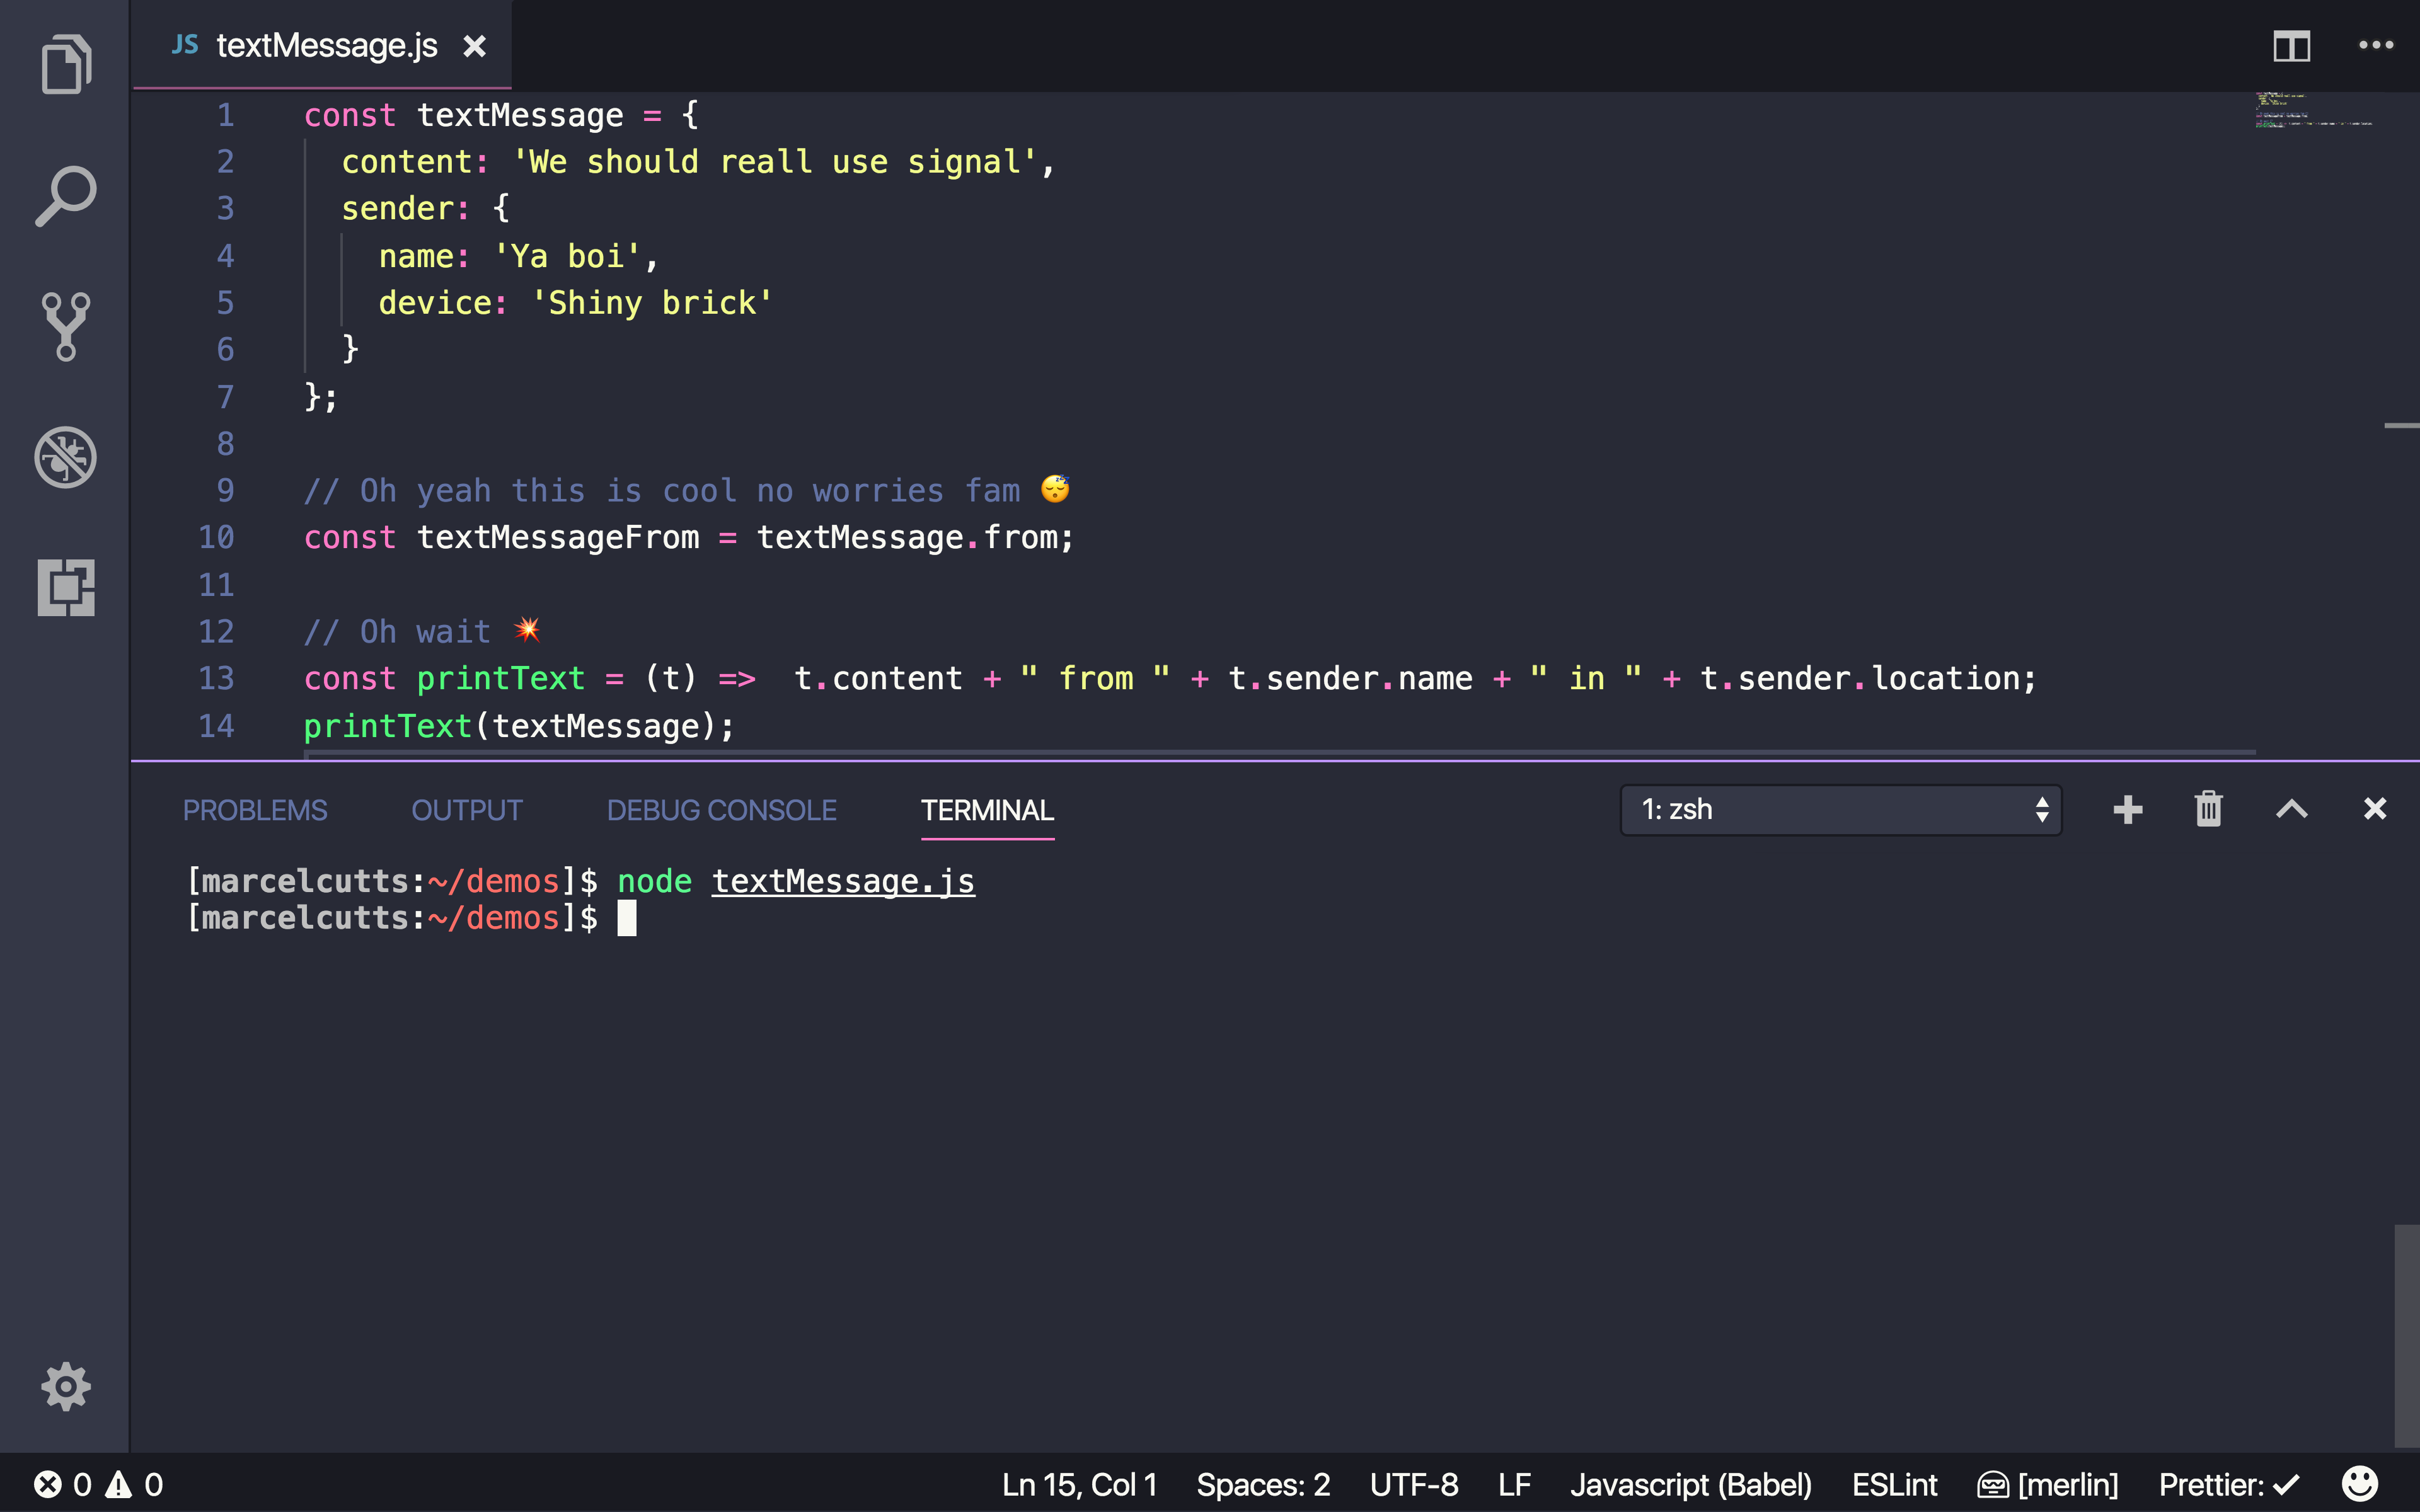 JS textMessage.js
1 const textMessage = {
2 content: 'We should reall use signal',
3 sender: {
4 name: 'Ya boi',
5 device: 'Shiny brick'
6 }
7 };
8
9 // Oh yeah this is cool no worries fam 😴
10 const textMessageFrom = textMessage.from;
11
12 // Oh wait 💥
13 const printText = (t) =>  t.content + " from " + t.sender.name + " in " + t.sender.location;
14 printText(textMessage);
PROBLEMS OUTPUT DEBUG CONSOLE TERMINAL 1: zsh
[marcelcutts:~/demos]$ node textMessage.js
[marcelcutts:~/demos]$
0 0 Ln 15, Col 1 Spaces: 2 UTF-8 LF Javascript (Babel) ESLint [merlin] Prettier: ✓